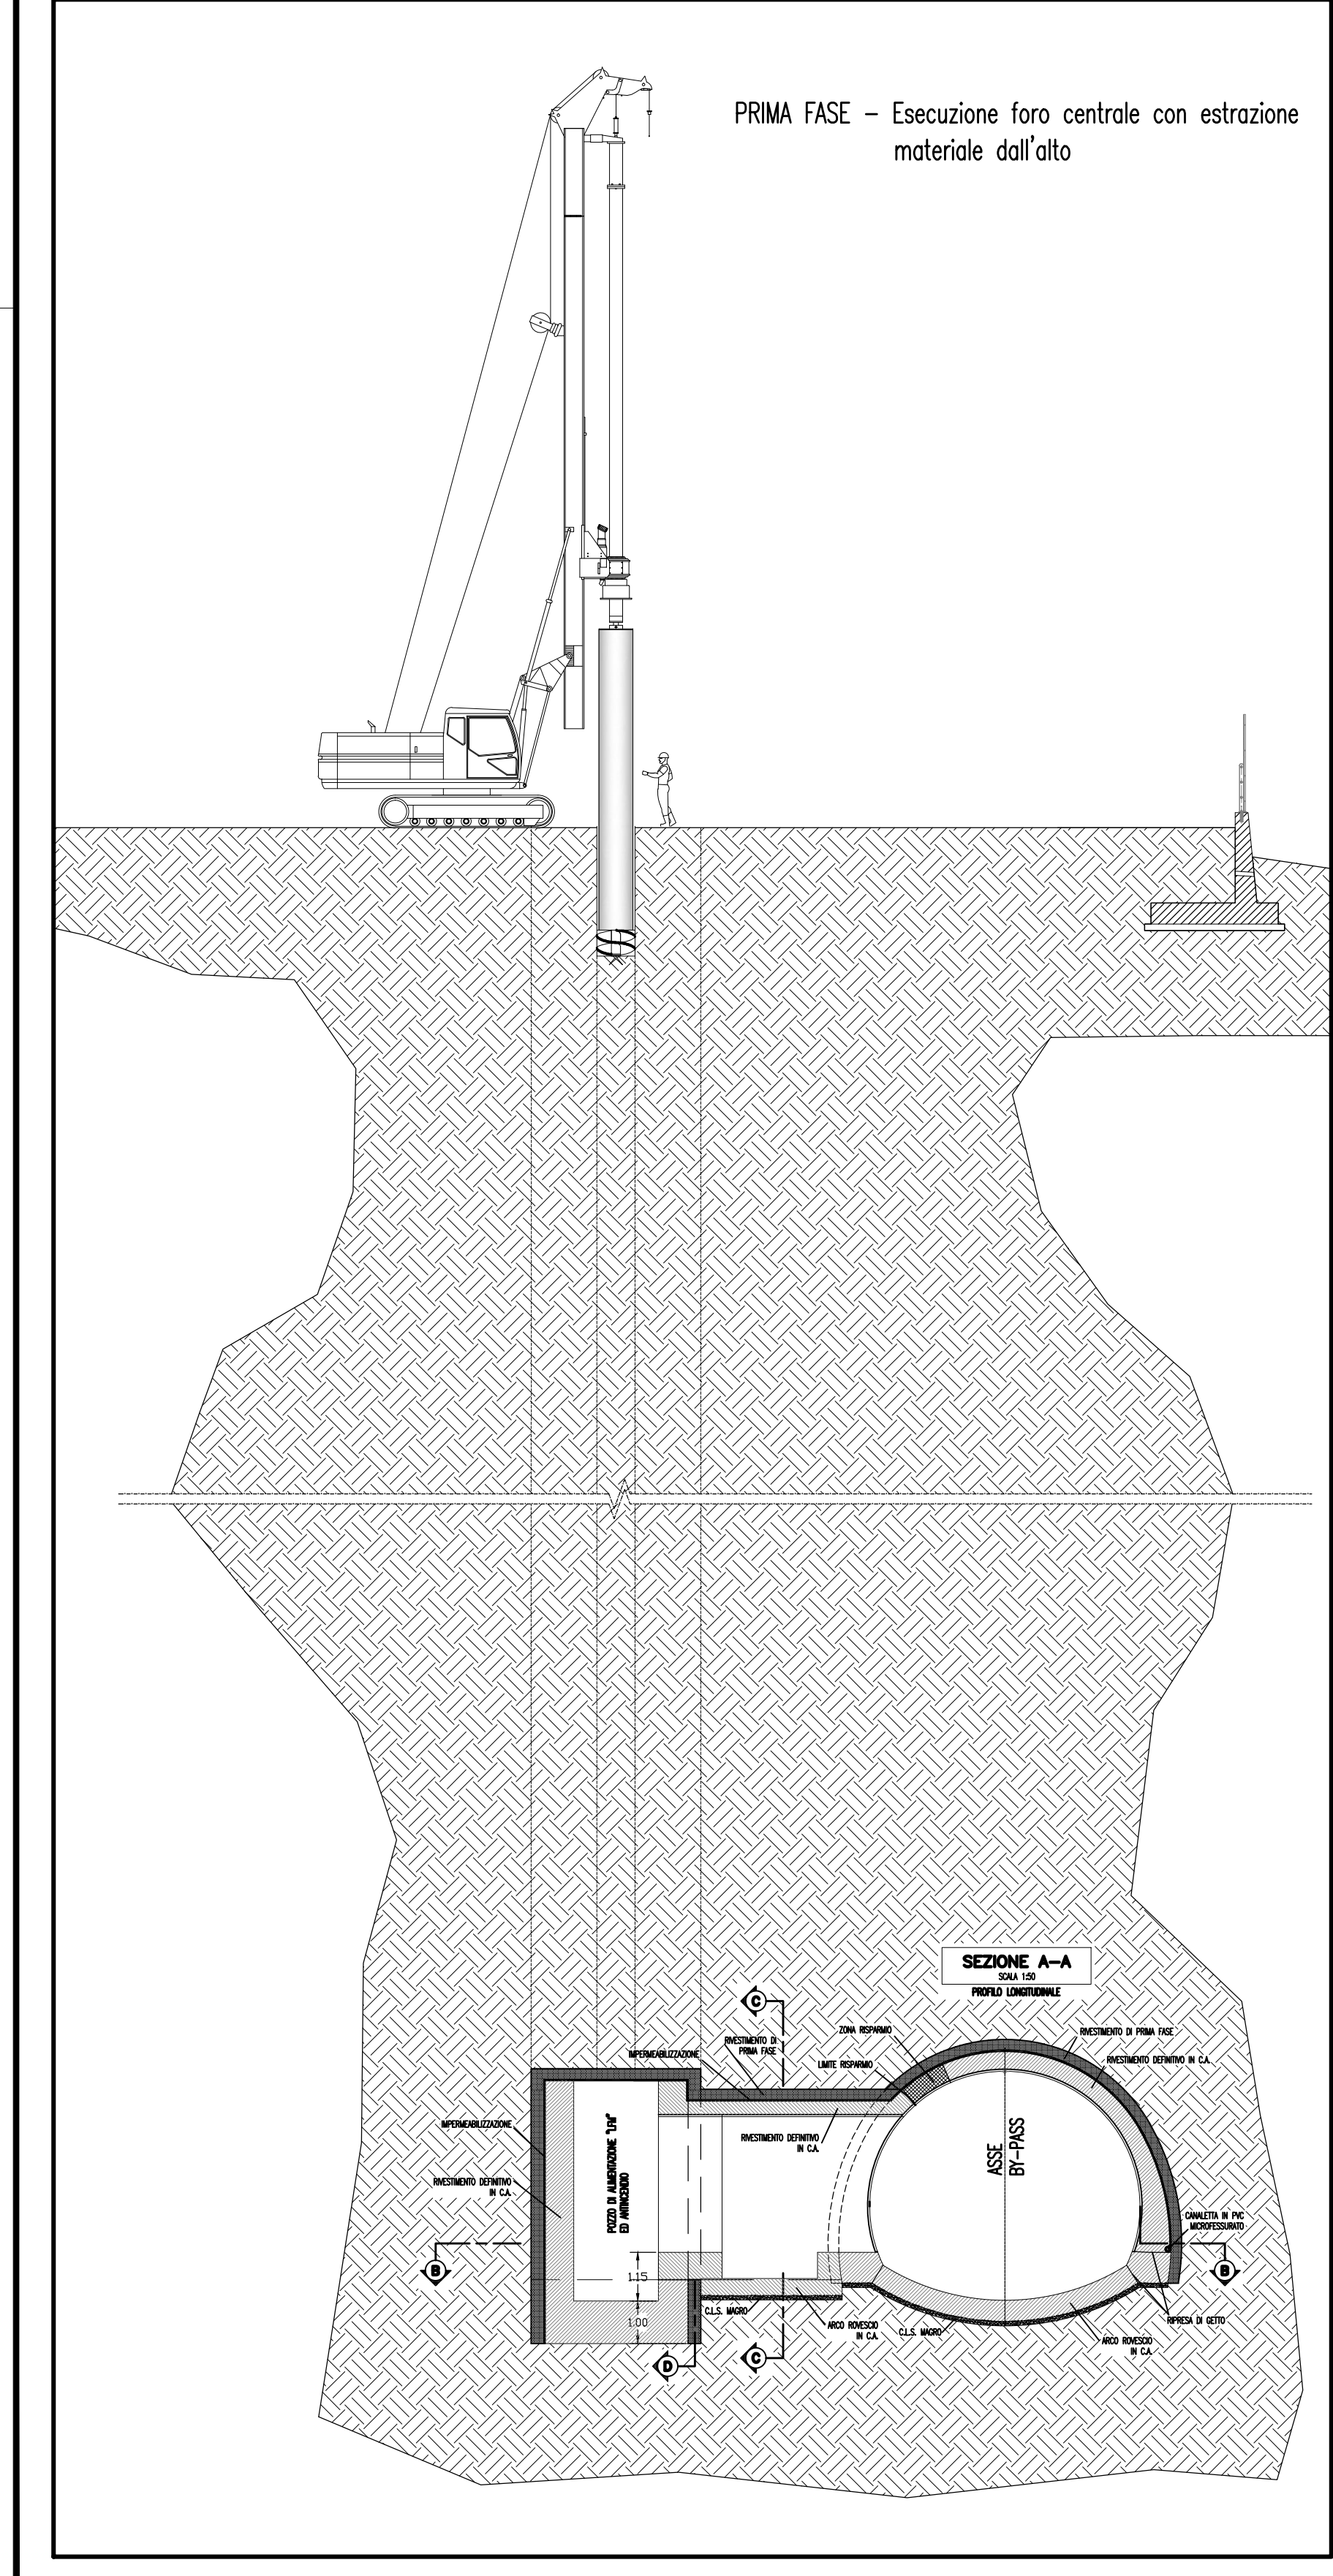 PRIMA FASE – Esecuzione foro centrale con estrazione
materiale dall'alto
SEZIONE A–A
SCALA 1:50
PROFILO LONGITUDINALE
C
ZONA RISPARMIO
RIVESTIMENTO DI PRIMA FASE
RIVESTIMENTO DI
PRIMA FASE
IMPERMEABILIZZAZIONE
LIMITE RISPARMIO
RIVESTIMENTO DEFINITIVO IN C.A.
IMPERMEABILIZZAZIONE
RIVESTIMENTO DEFINITIVO
IN C.A.
POZZO DI ALIMENTAZIONE "LFM"
ED ANTINCENDIO
RIVESTIMENTO DEFINITIVO
IN C.A.
ASSE
BY–PASS
CANALETTA IN PVC
MICROFESSURATO
B
B
1.15
1.00
C.L.S. MAGRO
ARCO ROVESCIO
IN C.A.
C.L.S. MAGRO
RIPRESA DI GETTO
ARCO ROVESCIO
IN C.A.
D
C